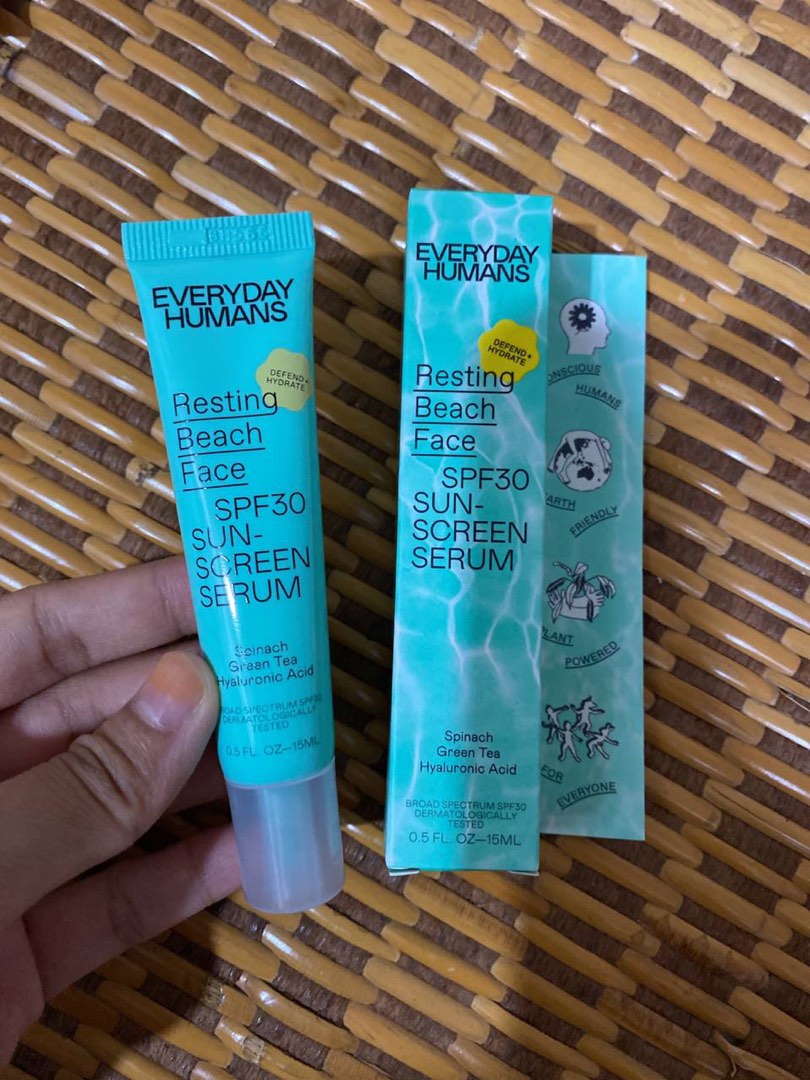 EVERYDAY
HUMANS
DEFEND+
HYDRATE
Resting
Beach
Face
SPF30
SUN-
SCREEN
SERUM
Spinach
Green Tea
Hyaluronic Acid
BROAD SPECTRUM SPF30
DERMATOLOGICALLY
TESTED
0.5 FL. OZ—15ML
EVERYDAY
HUMANS
DEFEND+
HYDRATE
Resting
Beach
Face
SPF30
SUN-
SCREEN
SERUM
Spinach
Green Tea
Hyaluronic Acid
BROAD SPECTRUM SPF30
DERMATOLOGICALLY
TESTED
0.5 FL. OZ—15ML
ONSCIOUS
HUMANS
ARTH
FRIENDLY
PLANT
POWERED
FOR
EVERYONE